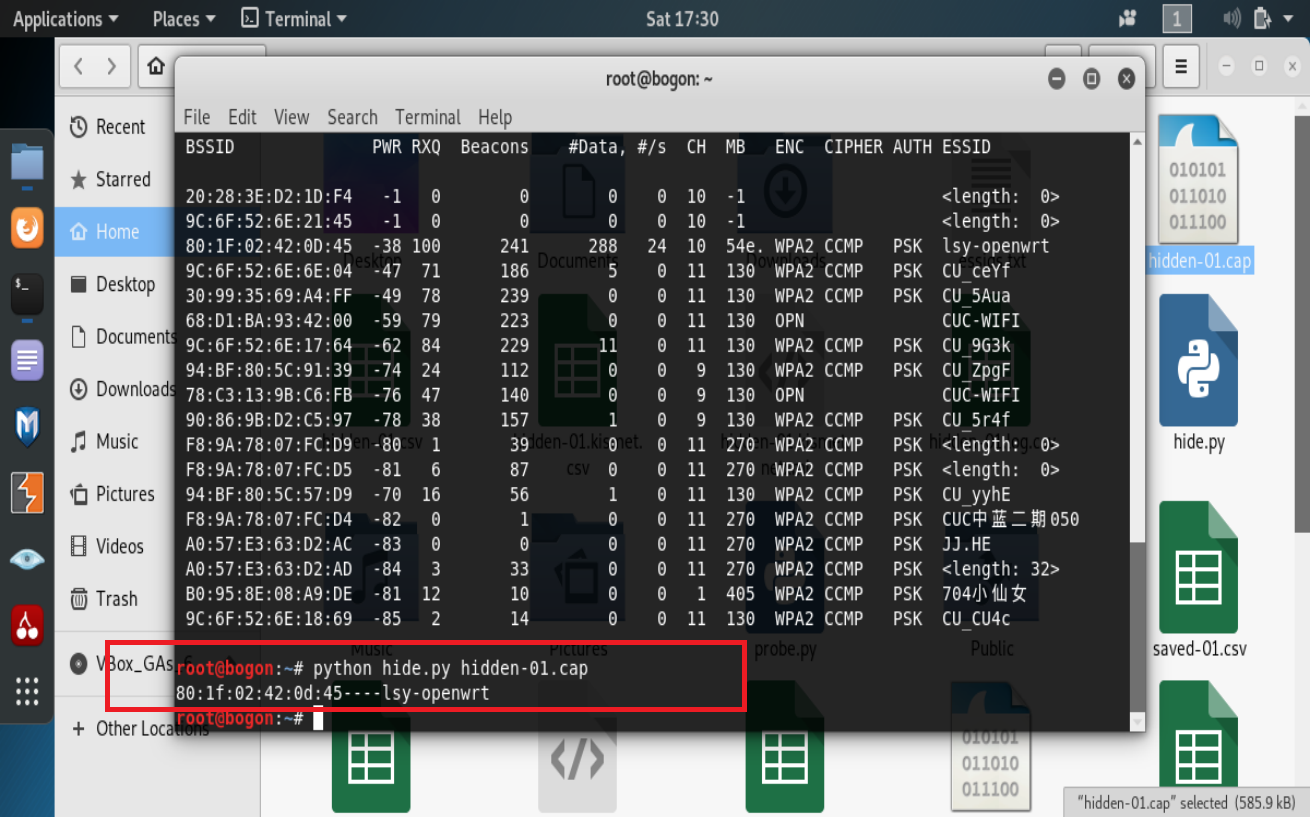 Applications Places Terminal Sat 17:30 1
root@bogon: ~
File Edit View Search Terminal Help
Recent
Starred
Home
Desktop
Documents
Downloads
Music
Pictures
Videos
Trash
VBox_GAs_6
+ Other Locations
BSSID PWR RXQ Beacons #Data, #/s CH MB ENC CIPHER AUTH ESSID
20:28:3E:D2:1D:F4 -1 0 0 0 0 10 -1 <length: 0>
9C:6F:52:6E:21:45 -1 0 0 0 0 10 -1 <length: 0>
80:1F:02:42:0D:45 -38 100 241 288 24 10 54e. WPA2 CCMP PSK lsy-openwrt
9C:6F:52:6E:6E:04 -47 71 186 5 0 11 130 WPA2 CCMP PSK CU_ceYf
30:99:35:69:A4:FF -49 78 239 0 0 11 130 WPA2 CCMP PSK CU_5Aua
68:D1:BA:93:42:00 -59 79 223 0 0 11 130 OPN CUC-WIFI
9C:6F:52:6E:17:64 -62 84 229 11 0 11 130 WPA2 CCMP PSK CU_9G3k
94:BF:80:5C:91:39 -74 24 112 0 0 9 130 WPA2 CCMP PSK CU_ZpgF
78:C3:13:9B:C6:FB -76 47 140 0 0 9 130 OPN CUC-WIFI
90:86:9B:D2:C5:97 -78 38 157 1 0 9 130 WPA2 CCMP PSK CU_5r4f
F8:9A:78:07:FC:D9 -80 1 39 0 0 11 270 WPA2 CCMP PSK <length: 0>
F8:9A:78:07:FC:D5 -81 6 87 0 0 11 270 WPA2 CCMP PSK <length: 0>
94:BF:80:5C:57:D9 -70 16 56 1 0 11 130 WPA2 CCMP PSK CU_yyhE
F8:9A:78:07:FC:D4 -82 0 1 0 0 11 270 WPA2 CCMP PSK CUC中蓝二期050
A0:57:E3:63:D2:AC -83 0 0 0 0 11 270 WPA2 CCMP PSK JJ.HE
A0:57:E3:63:D2:AD -84 3 33 0 0 11 270 WPA2 CCMP PSK <length: 32>
B0:95:8E:08:A9:DE -81 12 10 0 0 1 405 WPA2 CCMP PSK 704小仙女
9C:6F:52:6E:18:69 -85 2 14 0 0 11 130 WPA2 CCMP PSK CU_CU4c
root@bogon:~# python hide.py hidden-01.cap
80:1f:02:42:0d:45----lsy-openwrt
root@bogon:~#
Desktop Documents Downloads essids.txt
hidden-01.csv hidden-01.kismet.csv
Music Pictures probe.py Public
010101
011010
011100
hidden-01.cap
hide.py
saved-01.csv
010101
011010
011100
"hidden-01.cap" selected (585.9 kB)